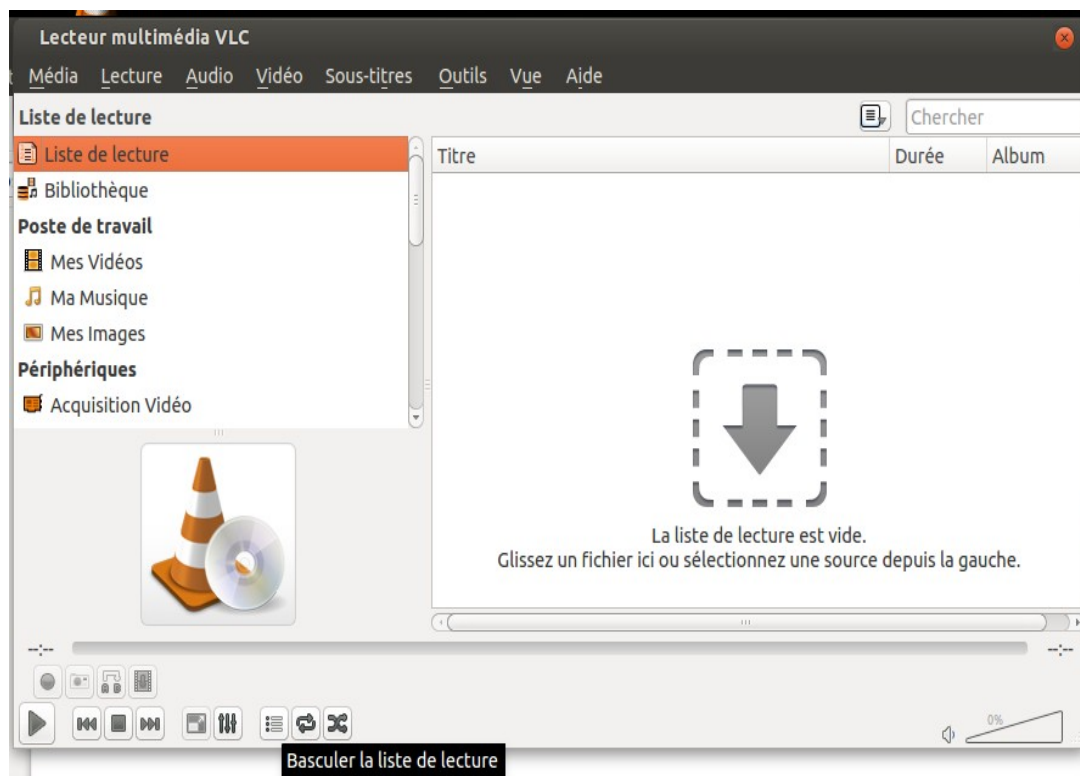 Lecteur multimédia VLC
Média Lecture Audio Vidéo Sous-titres Outils Vue Aide
Liste de lecture
Chercher
Liste de lecture
Titre Durée Album
Bibliothèque
Poste de travail
Mes Vidéos
Ma Musique
Mes Images
Périphériques
Acquisition Vidéo
La liste de lecture est vide.
Glissez un fichier ici ou sélectionnez une source depuis la gauche.
--:-- --:--
A B
0%
Basculer la liste de lecture